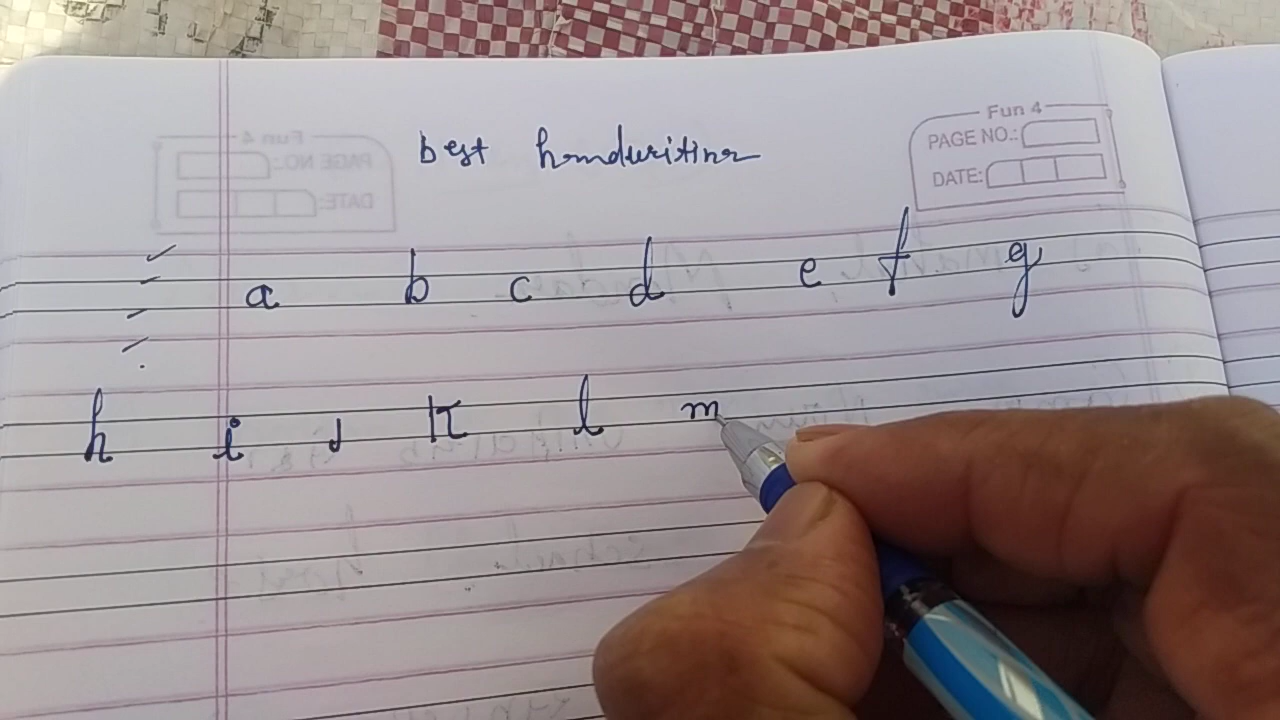 Fun 4
PAGE NO.:
DATE:
best handwriting
a b c d e f g
h i j k l m